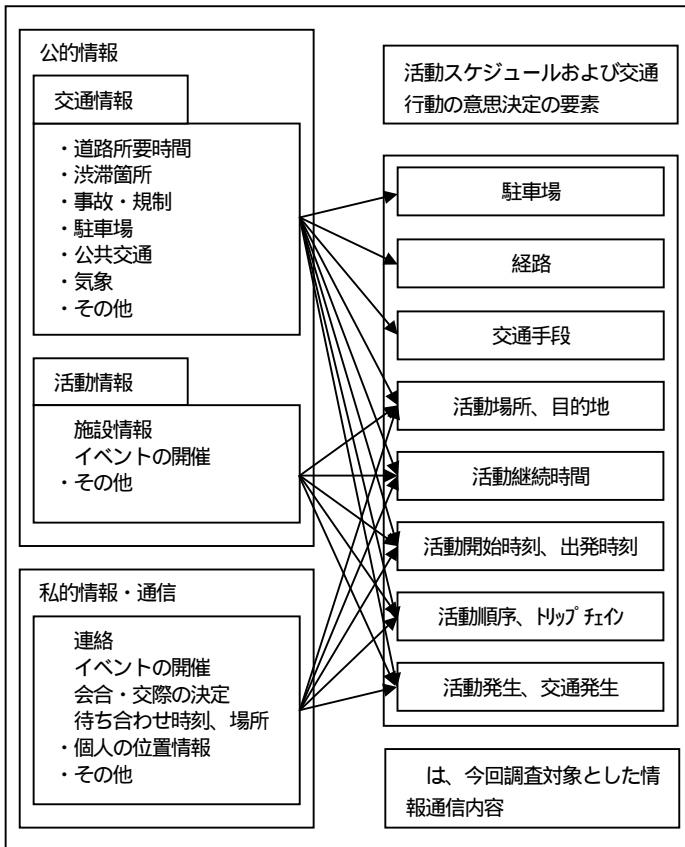 公的情報
交通情報
・道路所要時間
・渋滞箇所
・事故・規制
・駐車場
・公共交通
・気象
・その他
活動情報
施設情報
イベントの開催
・その他
私的情報・通信
連絡
イベントの開催
会合・交際の決定
待ち合わせ時刻、場所
・個人の位置情報
・その他
活動スケジュールおよび交通
行動の意思決定の要素
駐車場
経路
交通手段
活動場所、目的地
活動継続時間
活動開始時刻、出発時刻
活動順序、ﾄﾘｯﾌﾟﾁｪｲﾝ
活動発生、交通発生
は、今回調査対象とした情
報通信内容